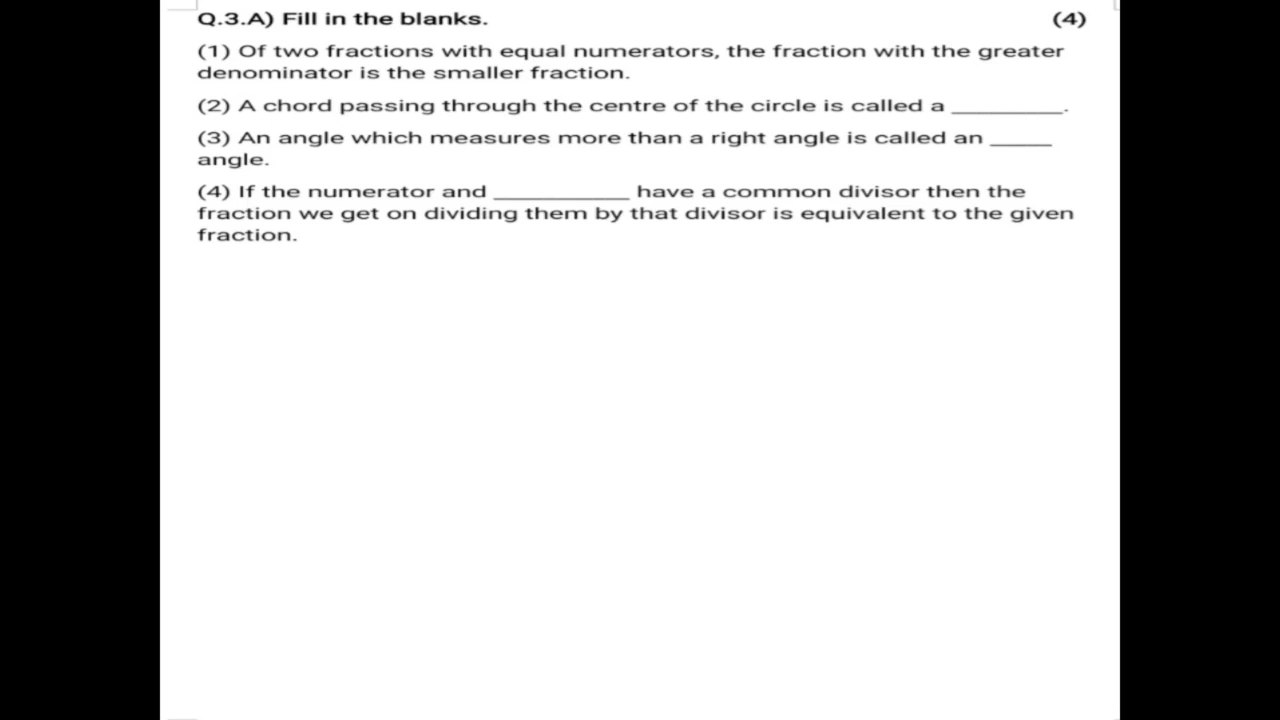 Q.3.A) Fill in the blanks. (4)
(1) Of two fractions with equal numerators, the fraction with the greater
denominator is the smaller fraction.
(2) A chord passing through the centre of the circle is called a _________.
(3) An angle which measures more than a right angle is called an _____
angle.
(4) If the numerator and ___________ have a common divisor then the
fraction we get on dividing them by that divisor is equivalent to the given
fraction.